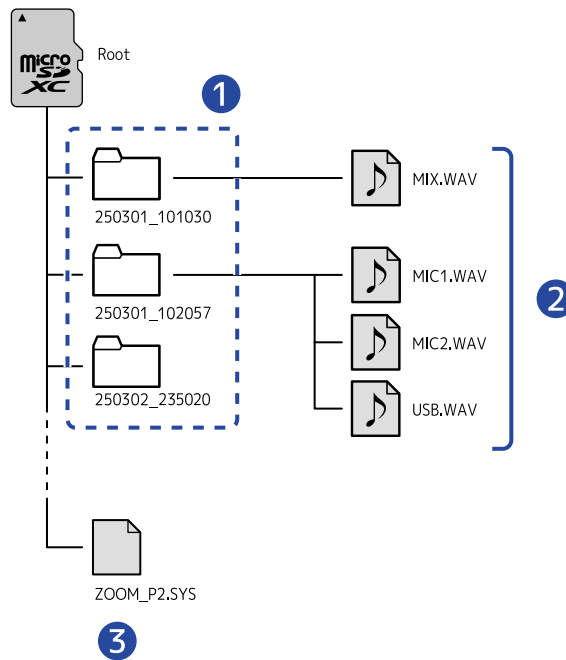 micro
SD
XC
Root
1
250301_101030
MIX.WAV
250301_102057
MIC1.WAV
2
MIC2.WAV
250302_235020
USB.WAV
ZOOM_P2.SYS
3